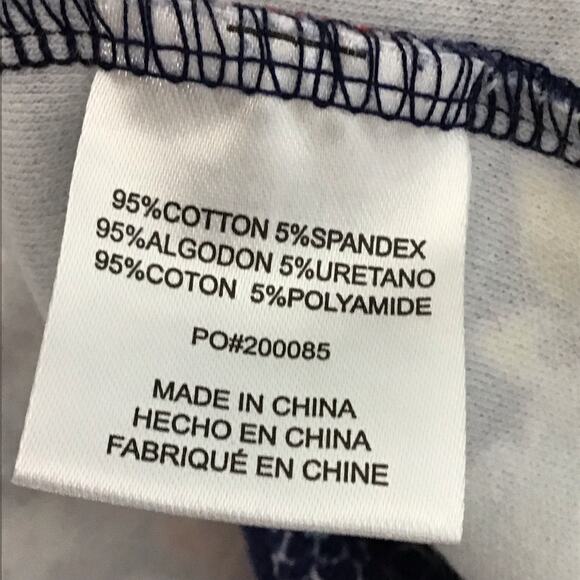 95%COTTON 5%SPANDEX
95%ALGODON 5%URETANO
95%COTON 5%POLYAMIDE
PO#200085
MADE IN CHINA
HECHO EN CHINA
FABRIQUÉ EN CHINE